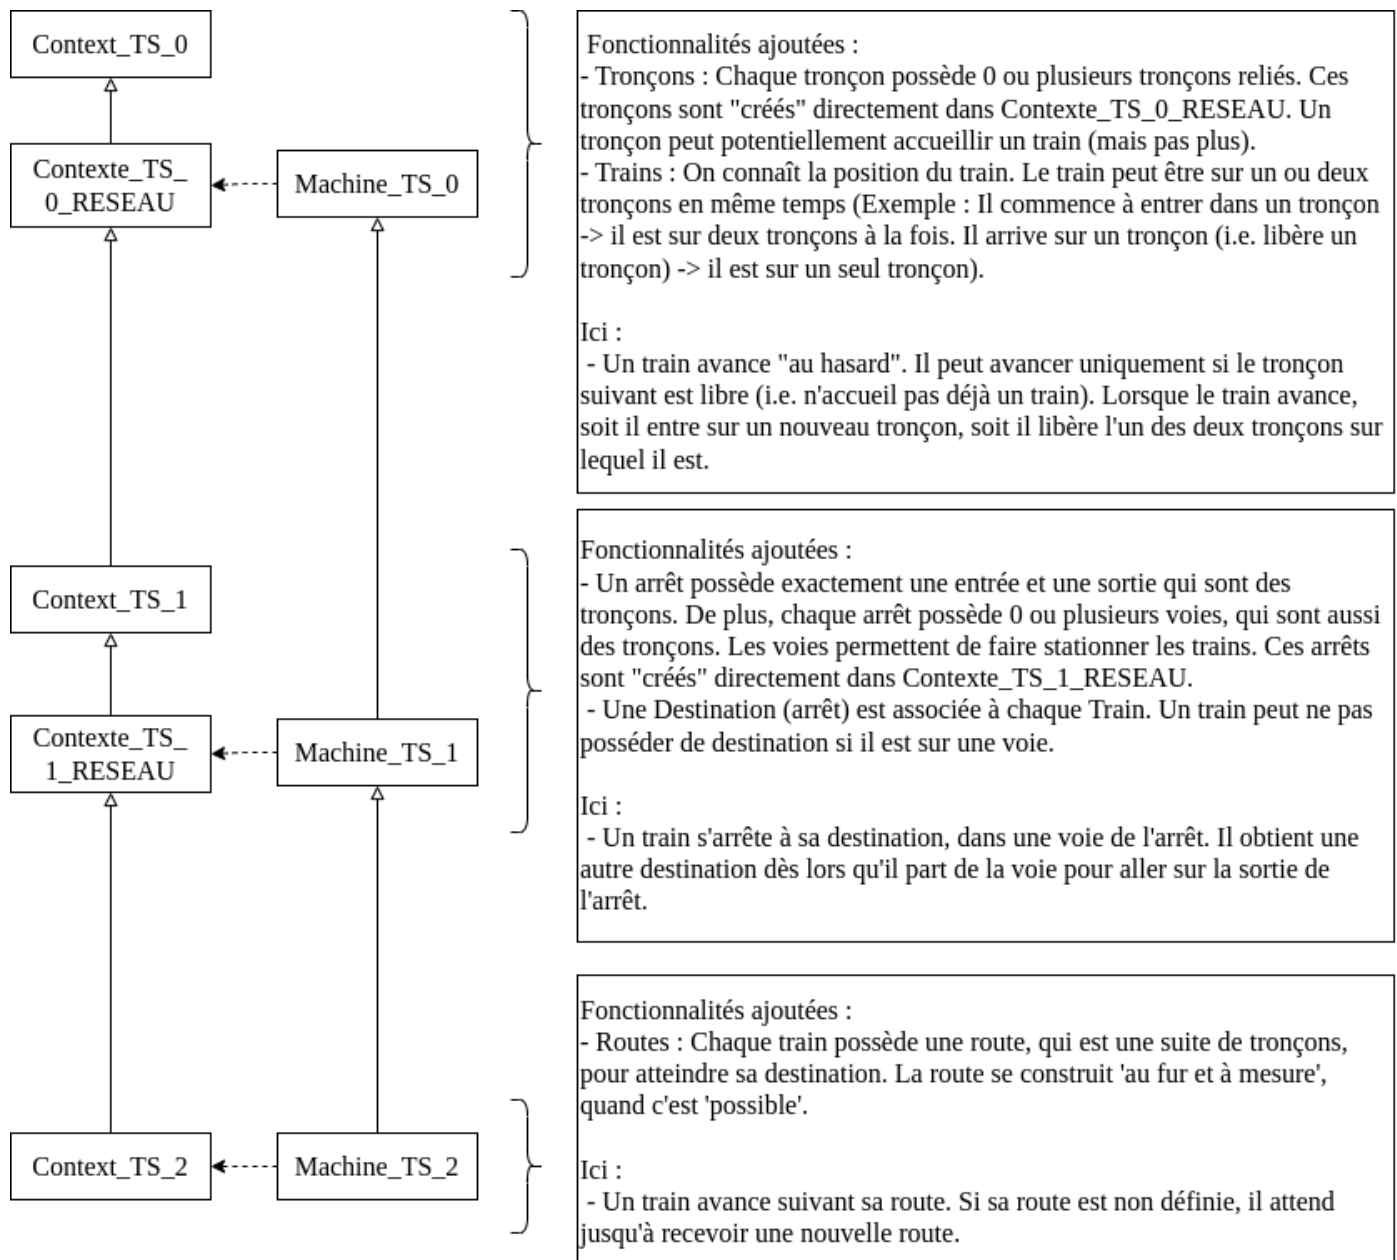 Context_TS_0
Contexte_TS_
0_RESEAU
Machine_TS_0
Fonctionnalités ajoutées :
- Tronçons : Chaque tronçon possède 0 ou plusieurs tronçons reliés. Ces
tronçons sont "créés" directement dans Contexte_TS_0_RESEAU. Un
tronçon peut potentiellement accueillir un train (mais pas plus).
- Trains : On connaît la position du train. Le train peut être sur un ou deux
tronçons en même temps (Exemple : Il commence à entrer dans un tronçon
-> il est sur deux tronçons à la fois. Il arrive sur un tronçon (i.e. libère un
tronçon) -> il est sur un seul tronçon).
Ici :
- Un train avance "au hasard". Il peut avancer uniquement si le tronçon
suivant est libre (i.e. n'accueil pas déjà un train). Lorsque le train avance,
soit il entre sur un nouveau tronçon, soit il libère l'un des deux tronçons sur
lequel il est.
Context_TS_1
Contexte_TS_
1_RESEAU
Machine_TS_1
Fonctionnalités ajoutées :
- Un arrêt possède exactement une entrée et une sortie qui sont des
tronçons. De plus, chaque arrêt possède 0 ou plusieurs voies, qui sont aussi
des tronçons. Les voies permettent de faire stationner les trains. Ces arrêts
sont "créés" directement dans Contexte_TS_1_RESEAU.
- Une Destination (arrêt) est associée à chaque Train. Un train peut ne pas
posséder de destination si il est sur une voie.
Ici :
- Un train s'arrête à sa destination, dans une voie de l'arrêt. Il obtient une
autre destination dès lors qu'il part de la voie pour aller sur la sortie de
l'arrêt.
Context_TS_2
Machine_TS_2
Fonctionnalités ajoutées :
- Routes : Chaque train possède une route, qui est une suite de tronçons,
pour atteindre sa destination. La route se construit 'au fur et à mesure',
quand c'est 'possible'.
Ici :
- Un train avance suivant sa route. Si sa route est non définie, il attend
jusqu'à recevoir une nouvelle route.